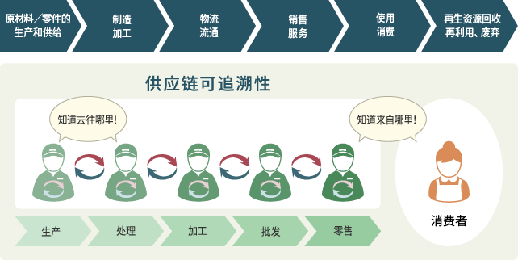 原材料／零件的
生产和供给
制造
加工
物流
流通
销售
服务
使用
消费
再生资源回收
再利用、废弃
供应链可追溯性
知道去往哪里!
知道来自哪里!
生产
处理
加工
批发
零售
消费者